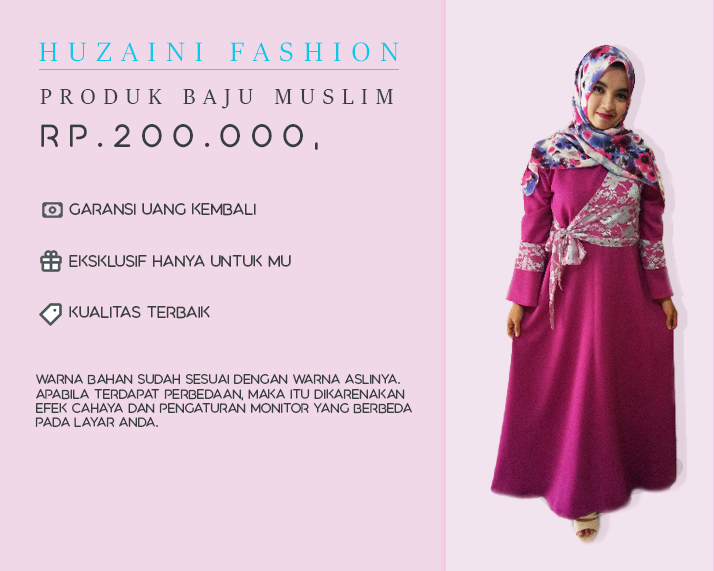 HUZAINI FASHION
PRODUK BAJU MUSLIM
RP.200.000,
GARANSI UANG KEMBALI
EKSKLUSIF HANYA UNTUK MU
KUALITAS TERBAIK
WARNA BAHAN SUDAH SESUAI DENGAN WARNA ASLINYA.
APABILA TERDAPAT PERBEDAAN, MAKA ITU DIKARENAKAN
EFEK CAHAYA DAN PENGATURAN MONITOR YANG BERBEDA
PADA LAYAR ANDA.